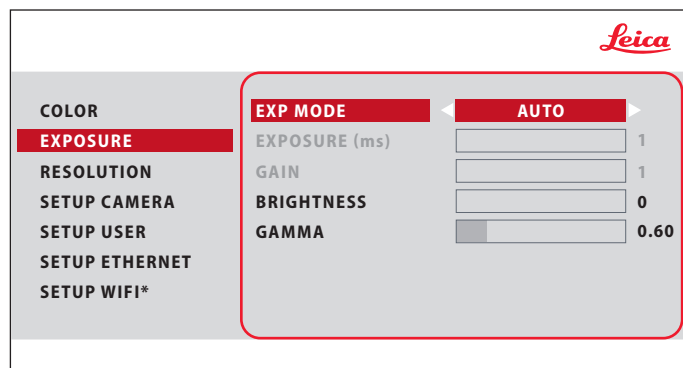 Leica
COLOR
EXPOSURE
RESOLUTION
SETUP CAMERA
SETUP USER
SETUP ETHERNET
SETUP WIFI*
EXP MODE AUTO
EXPOSURE (ms) 1
GAIN 1
BRIGHTNESS 0
GAMMA 0.60